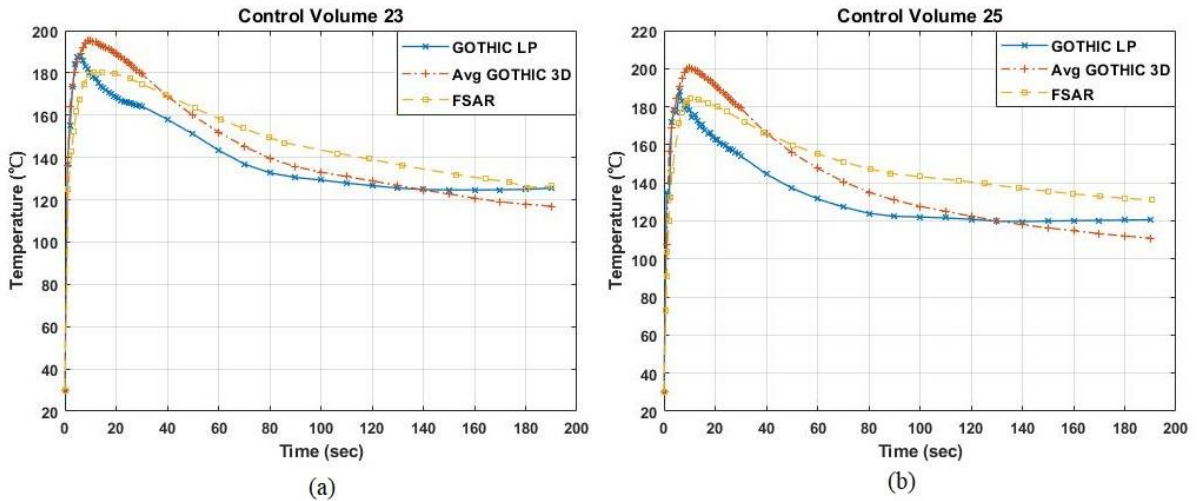 Control Volume 23
GOTHIC LP
Avg GOTHIC 3D
FSAR
Temperature (°C)
200
180
160
140
120
100
80
60
40
20
0 20 40 60 80 100 120 140 160 180 200
Time (sec)
(a)
Control Volume 25
GOTHIC LP
Avg GOTHIC 3D
FSAR
Temperature (°C)
220
200
180
160
140
120
100
80
60
40
20
0 20 40 60 80 100 120 140 160 180 200
Time (sec)
(b)